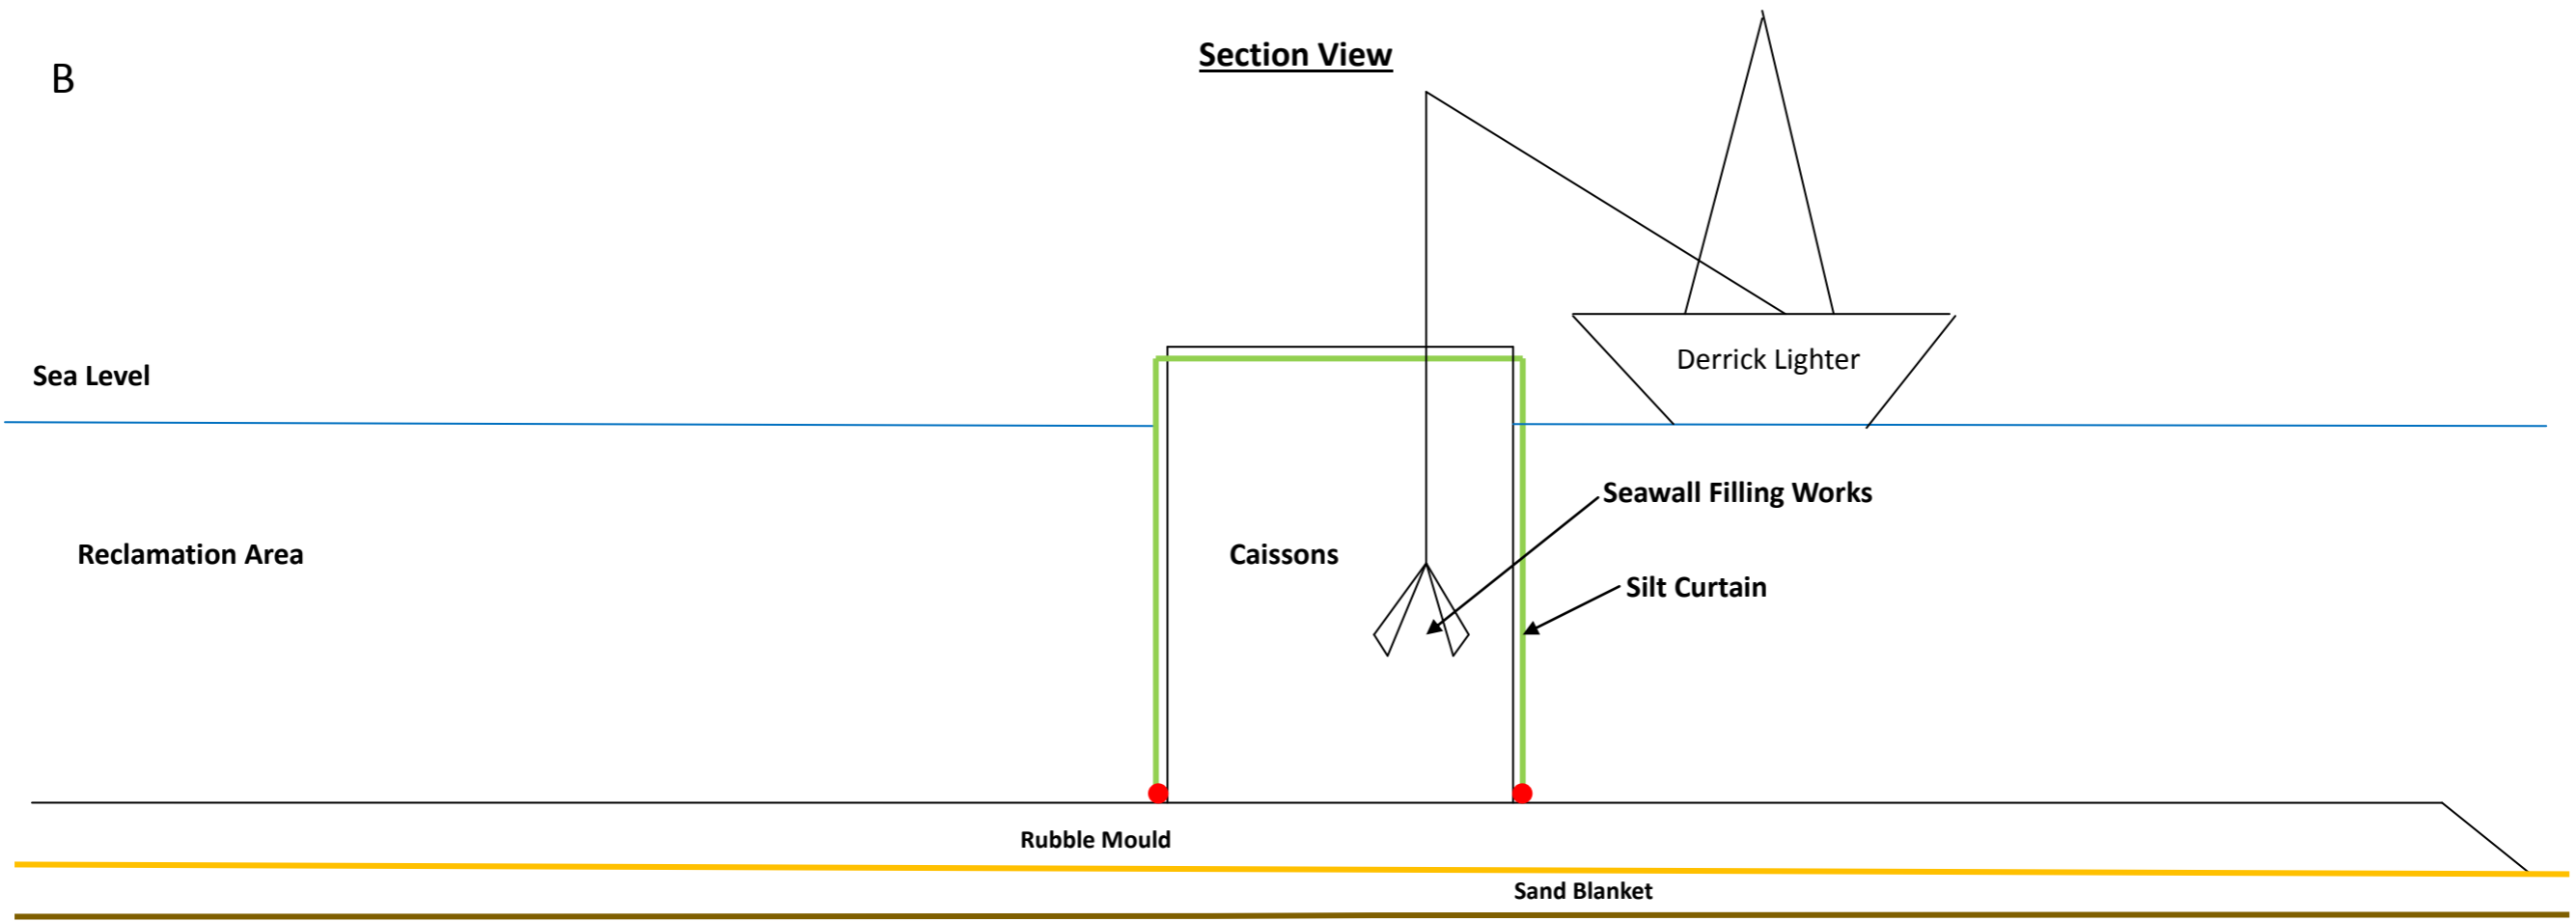 B
Section View
Sea Level
Derrick Lighter
Seawall Filling Works
Reclamation Area
Caissons
Silt Curtain
Rubble Mould
Sand Blanket